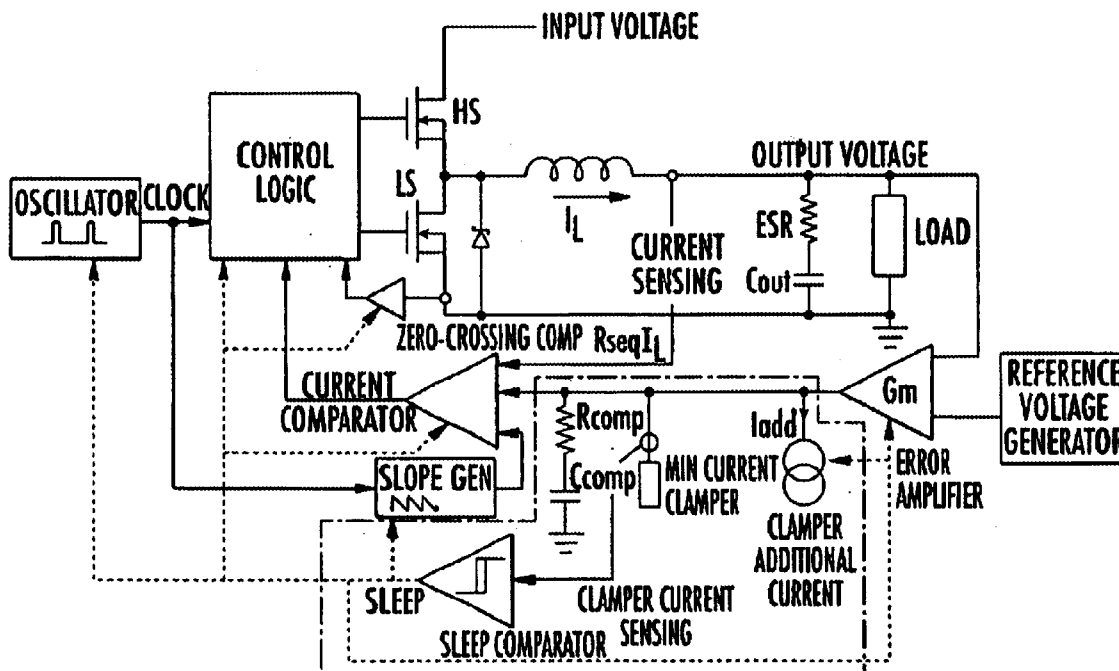 INPUT VOLTAGE
HS
CONTROL
LOGIC
OUTPUT VOLTAGE
LS
OSCILLATOR
CLOCK
IL
ESR
LOAD
CURRENT
SENSING
Cout
ZERO-CROSSING COMP
RseqIL
CURRENT
COMPARATOR
Gm
REFERENCE
VOLTAGE
GENERATOR
Rcomp
Iadd
Ccomp
MIN CURRENT
CLAMPER
ERROR
AMPLIFIER
SLOPE GEN
CLAMPER
ADDITIONAL
CURRENT
SLEEP
CLAMPER CURRENT
SENSING
SLEEP COMPARATOR